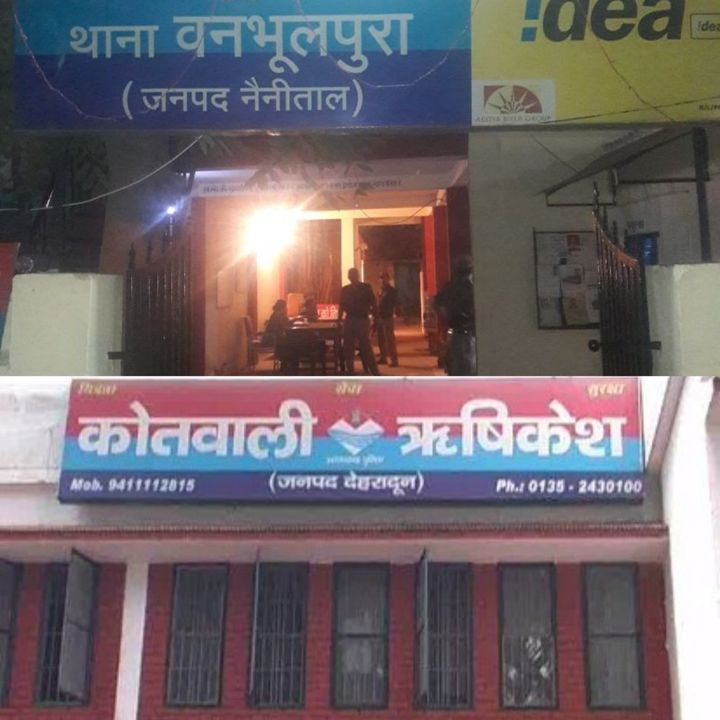 थाना वनभूलपुरा
(जनपद नैनीताल)
!dea
Idea
ADITYA BIRLA GROUP
मित्रता सेवा सुरक्षा
कोतवाली ऋषिकेश
उत्तराखण्ड पुलिस
(जनपद देहरादून)
Mob. 9411112815
Ph.: 0135 - 2430100